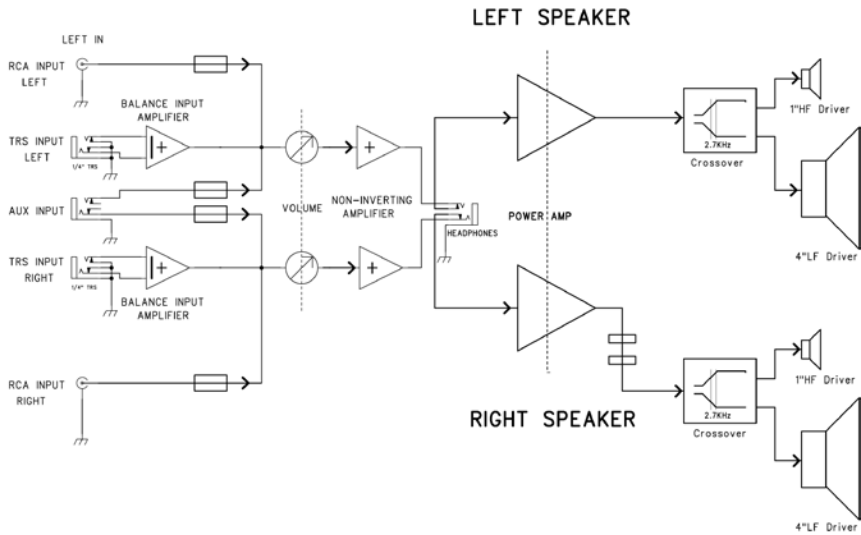 LEFT SPEAKER
LEFT IN
RCA INPUT
LEFT
BALANCE INPUT
AMPLIFIER
TRS INPUT
LEFT
1/4" TRS
AUX INPUT
VOLUME
NON-INVERTING
AMPLIFIER
HEADPHONES
POWER AMP
2.7KHz
Crossover
1"HF Driver
4"LF Driver
TRS INPUT
RIGHT
1/4" TRS
BALANCE INPUT
AMPLIFIER
RCA INPUT
RIGHT
RIGHT SPEAKER
2.7KHz
Crossover
1"HF Driver
4"LF Driver